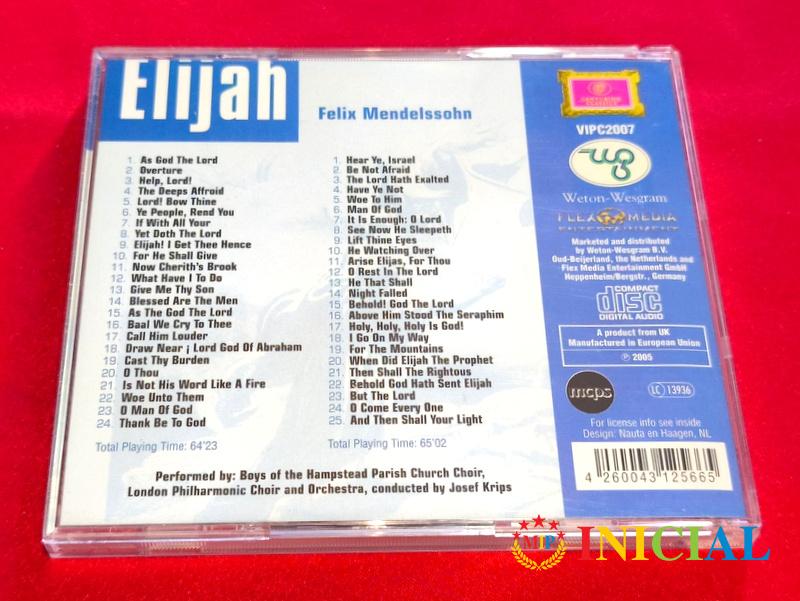 Elijah
Felix Mendelssohn
1. As God The Lord
2. Overture
3. Help, Lord!
4. The Deeps Affroid
5. Lord! Bow Thine
6. Ye People, Rend You
7. If With All Your
8. Yet Doth The Lord
9. Elijah! I Get Thee Hence
10. For He Shall Give
11. Now Cherith's Brook
12. What Have I To Do
13. Give Me Thy Son
14. Blessed Are The Men
15. As The God The Lord
16. Baal We Cry To Thee
17. Call Him Louder
18. Draw Near ¡ Lord God Of Abraham
19. Cast Thy Burden
20. O Thou
21. Is Not His Word Like A Fire
22. Woe Unto Them
23. O Man Of God
24. Thank Be To God
Total Playing Time: 64'23
1. Hear Ye, Israel
2. Be Not Afraid
3. The Lord Hath Exalted
4. Have Ye Not
5. Woe To Him
6. Man Of God
7. It Is Enough: O Lord
8. See Now He Sleepeth
9. Lift Thine Eyes
10. He Watching Over
11. Arise Elijas, For Thou
12. O Rest In The Lord
13. He That Shall
14. Night Falled
15. Behold! God The Lord
16. Above Him Stood The Seraphim
17. Holy, Holy, Holy Is God!
18. I Go On My Way
19. For The Mountains
20. When Did Elijah The Prophet
21. Then Shall The Rightous
22. Behold God Hath Sent Elijah
23. But The Lord
24. O Come Every One
25. And Then Shall Your Light
Total Playing Time: 65'02
Performed by: Boys of the Hampstead Parish Church Choir,
London Philharmonic Choir and Orchestra, conducted by Josef Krips
VIPC2007
wg
Weton-Wesgram
FLEX MEDIA
ENTERTAINMENT
Marketed and distributed
by Weton-Wesgram B.V.
Oud-Beijerland, the Netherlands and
Flex Media Entertainment GmbH
Heppenheim/Bergstr., Germany
COMPACT
disc
DIGITAL AUDIO
A product from UK
Manufactured in European Union
℗ 2005
mcps
LC 13936
For license info see inside
Design: Nauta en Haagen, NL
4 260043 125665
MP INICIAL